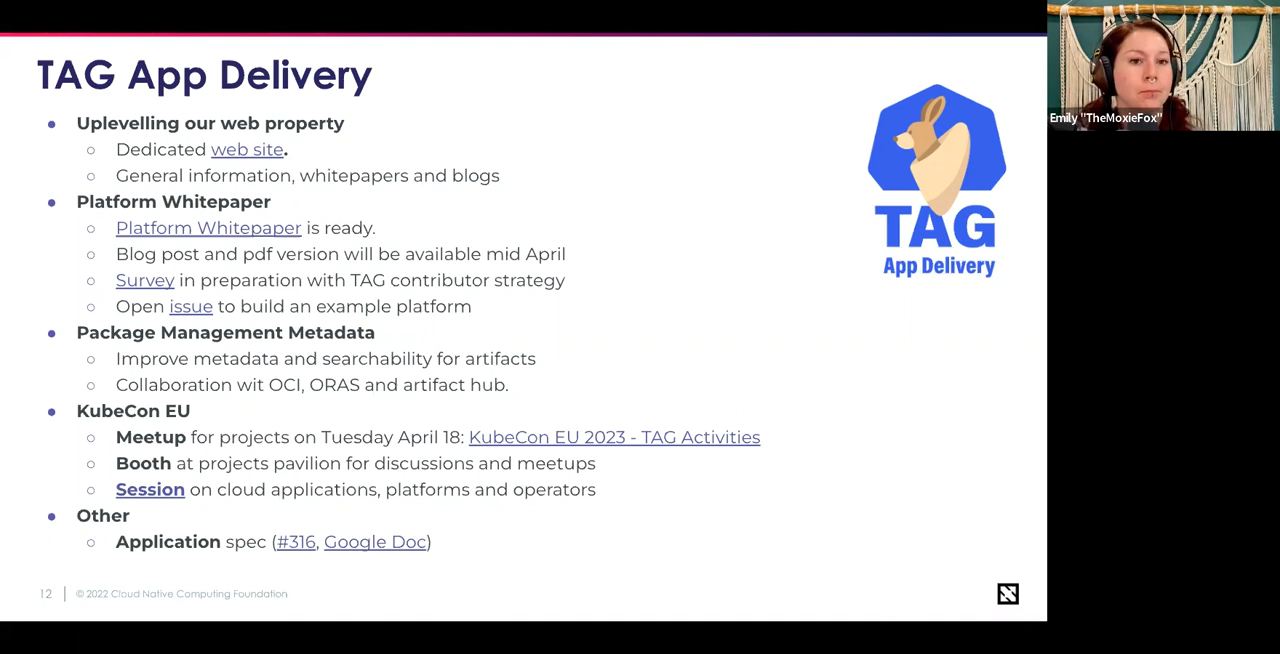 TAG App Delivery
● Uplevelling our web property
○ Dedicated web site.
○ General information, whitepapers and blogs
● Platform Whitepaper
○ Platform Whitepaper is ready.
○ Blog post and pdf version will be available mid April
○ Survey in preparation with TAG contributor strategy
○ Open issue to build an example platform
● Package Management Metadata
○ Improve metadata and searchability for artifacts
○ Collaboration wit OCI, ORAS and artifact hub.
● KubeCon EU
○ Meetup for projects on Tuesday April 18: KubeCon EU 2023 - TAG Activities
○ Booth at projects pavilion for discussions and meetups
○ Session on cloud applications, platforms and operators
● Other
○ Application spec (#316, Google Doc)
12 | © 2022 Cloud Native Computing Foundation
TAG
App Delivery
Emily "TheMoxieFox"